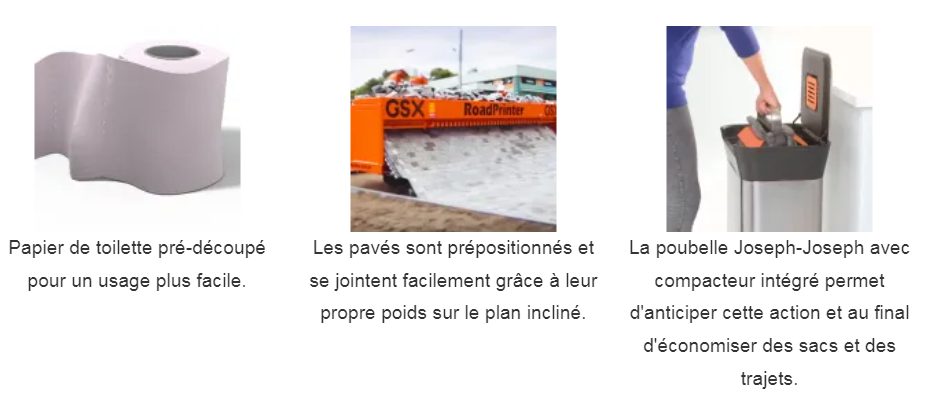 GSX RoadPrinter GSX
Papier de toilette pré-découpé
pour un usage plus facile.
Les pavés sont prépositionnés et
se jointent facilement grâce à leur
propre poids sur le plan incliné.
La poubelle Joseph-Joseph avec
compacteur intégré permet
d'anticiper cette action et au final
d'économiser des sacs et des
trajets.